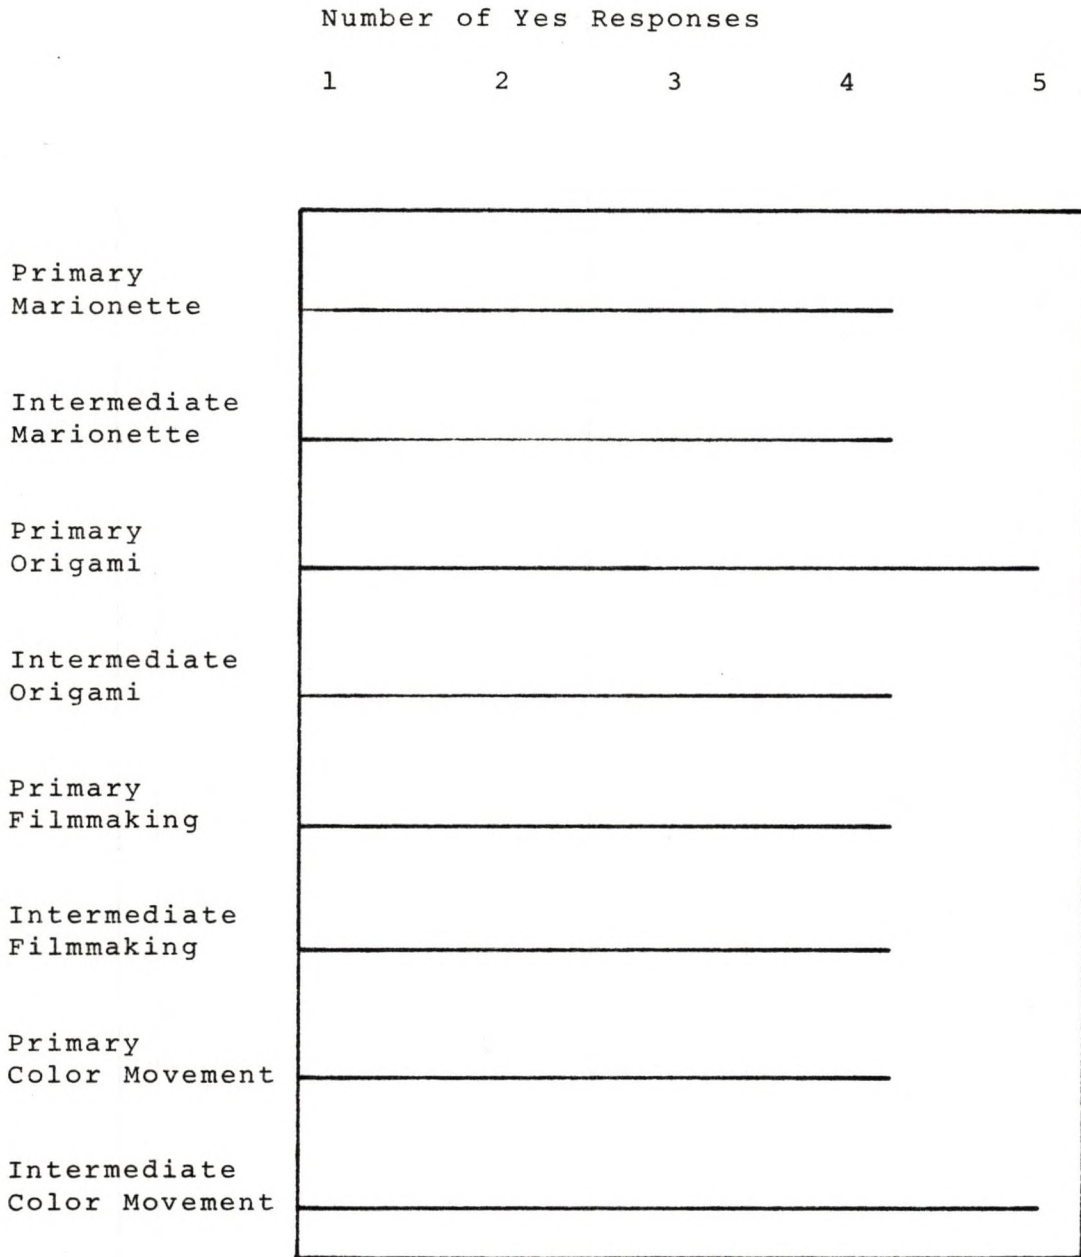 Number of Yes Responses
1 2 3 4 5
Primary
Marionette
Intermediate
Marionette
Primary
Origami
Intermediate
Origami
Primary
Filmmaking
Intermediate
Filmmaking
Primary
Color Movement
Intermediate
Color Movement